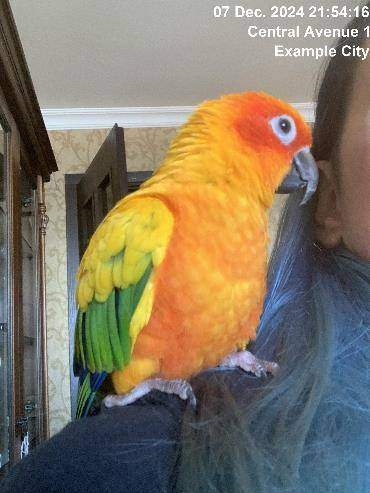 07 Dec. 2024 21:54:16
Central Avenue 1
Example City